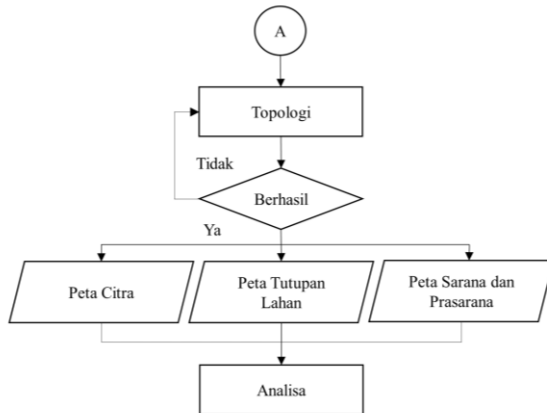 A
Topologi
Tidak
Berhasil
Ya
Peta Citra
Peta Tutupan
Lahan
Peta Sarana dan
Prasarana
Analisa